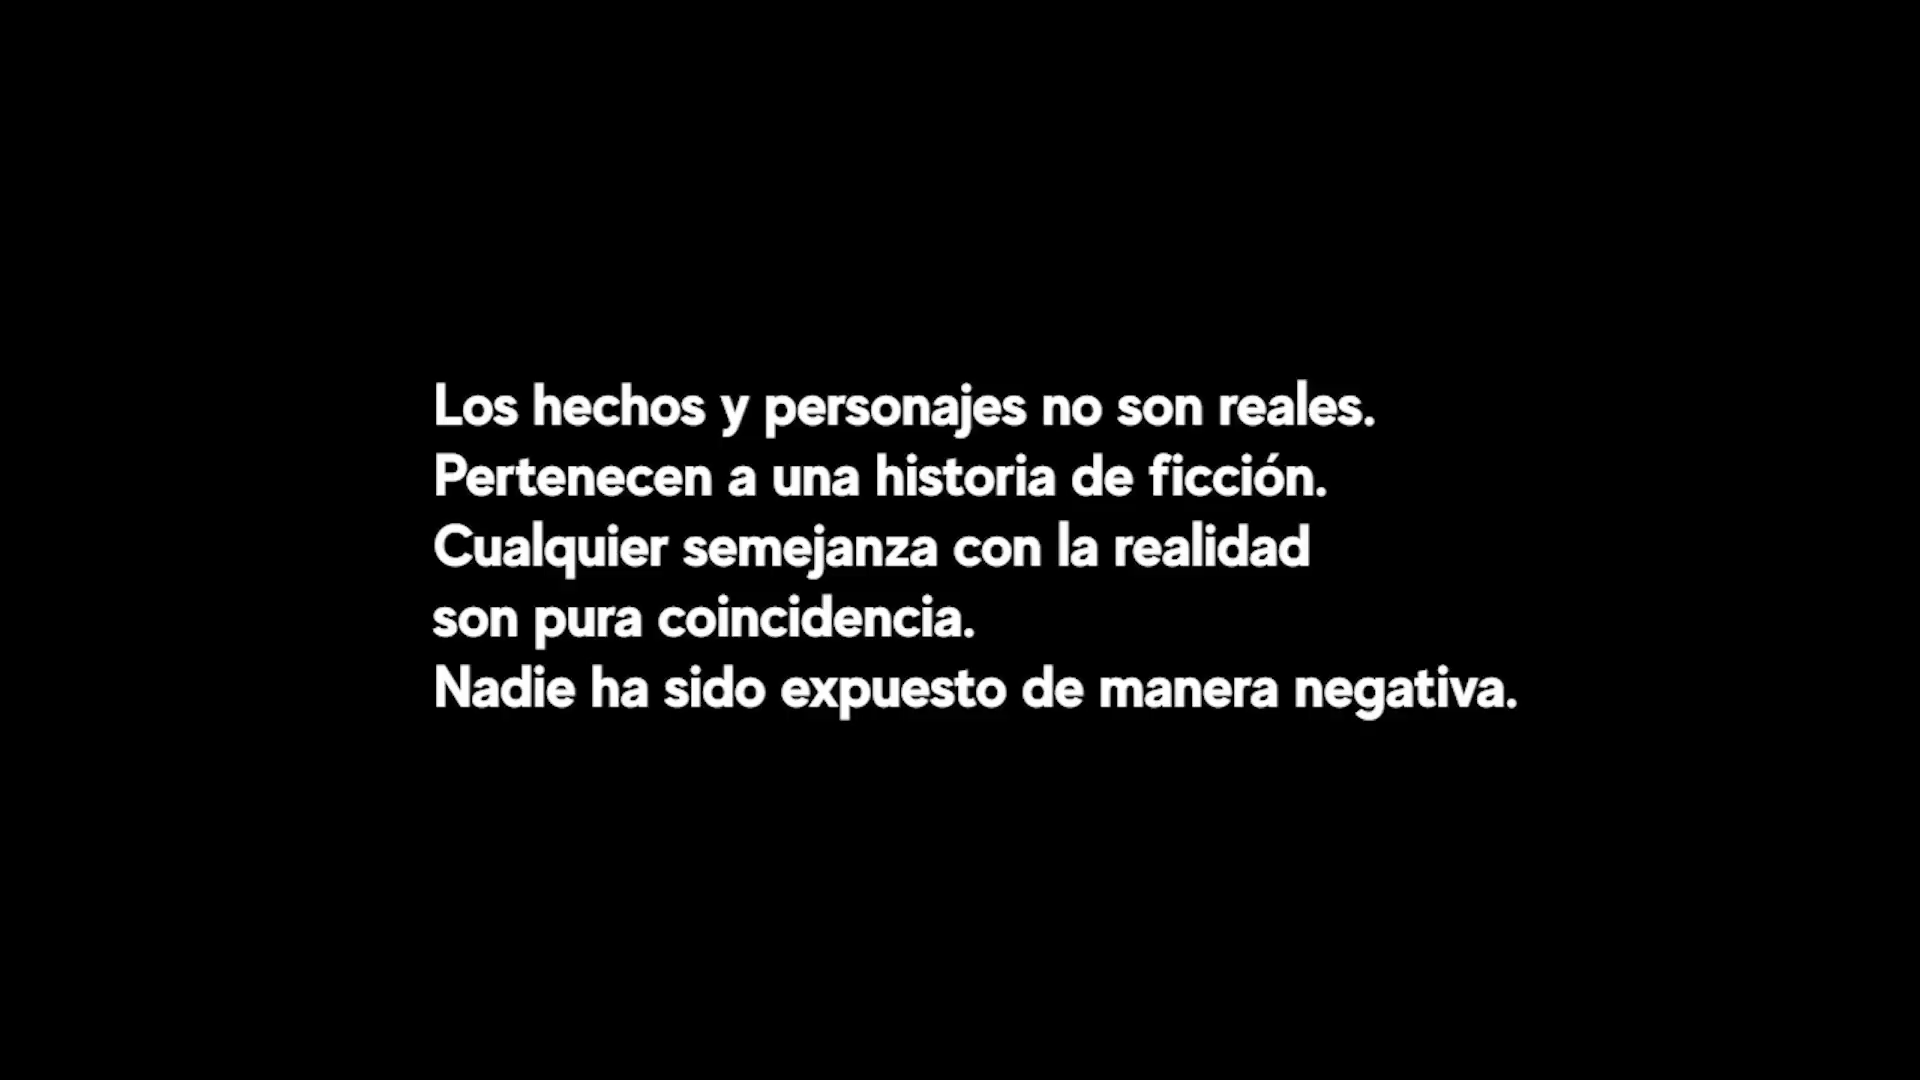 Los hechos y personajes no son reales.
Pertenecen a una historia de ficción.
Cualquier semejanza con la realidad
son pura coincidencia.
Nadie ha sido expuesto de manera negativa.